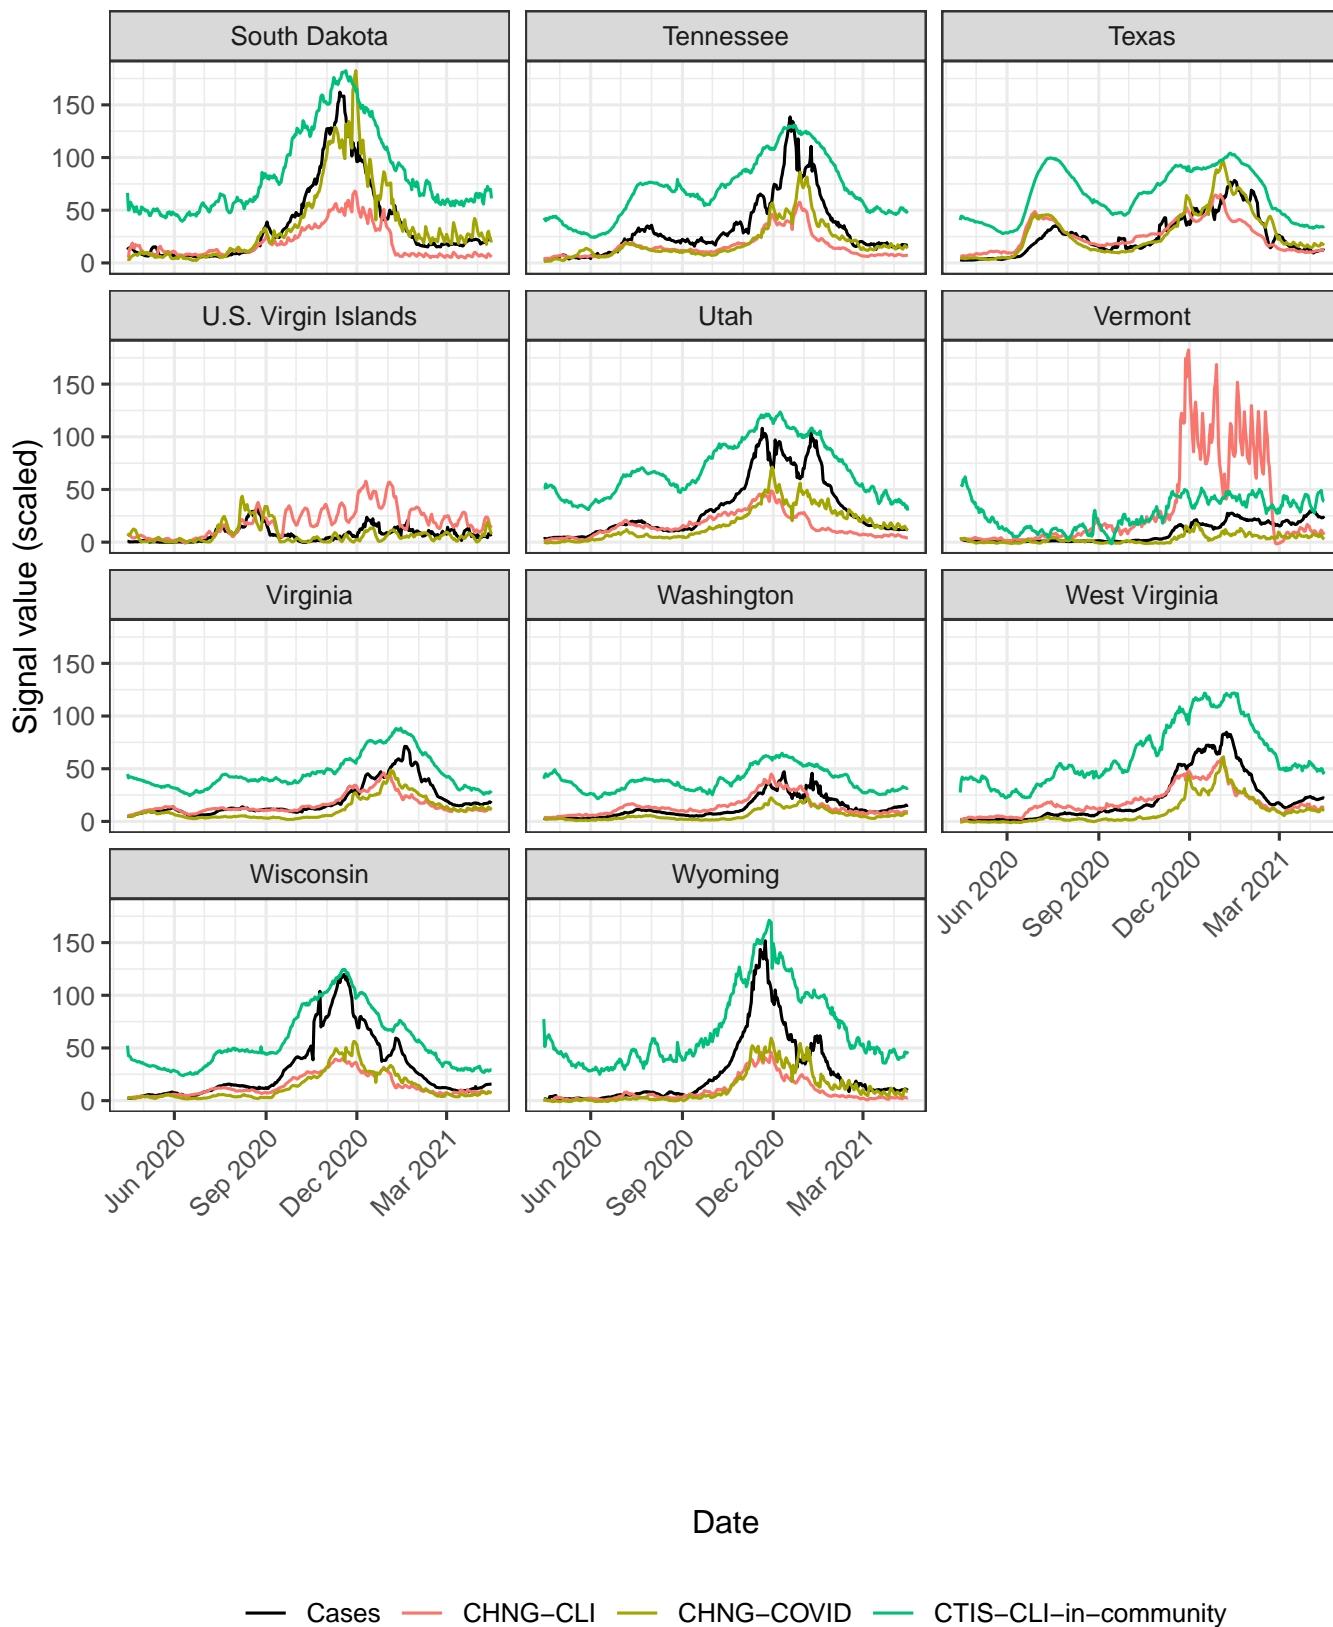 South Dakota Tennessee Texas
150
100
50
0
U.S. Virgin Islands Utah Vermont
150
100
50
0
Virginia Washington West Virginia
150
100
50
0
Jun 2020 Sep 2020 Dec 2020 Mar 2021
Wisconsin Wyoming
150
100
50
0
Jun 2020 Sep 2020 Dec 2020 Mar 2021 Jun 2020 Sep 2020 Dec 2020 Mar 2021
Signal value (scaled)
Date
Cases CHNG−CLI CHNG−COVID CTIS−CLI−in−community